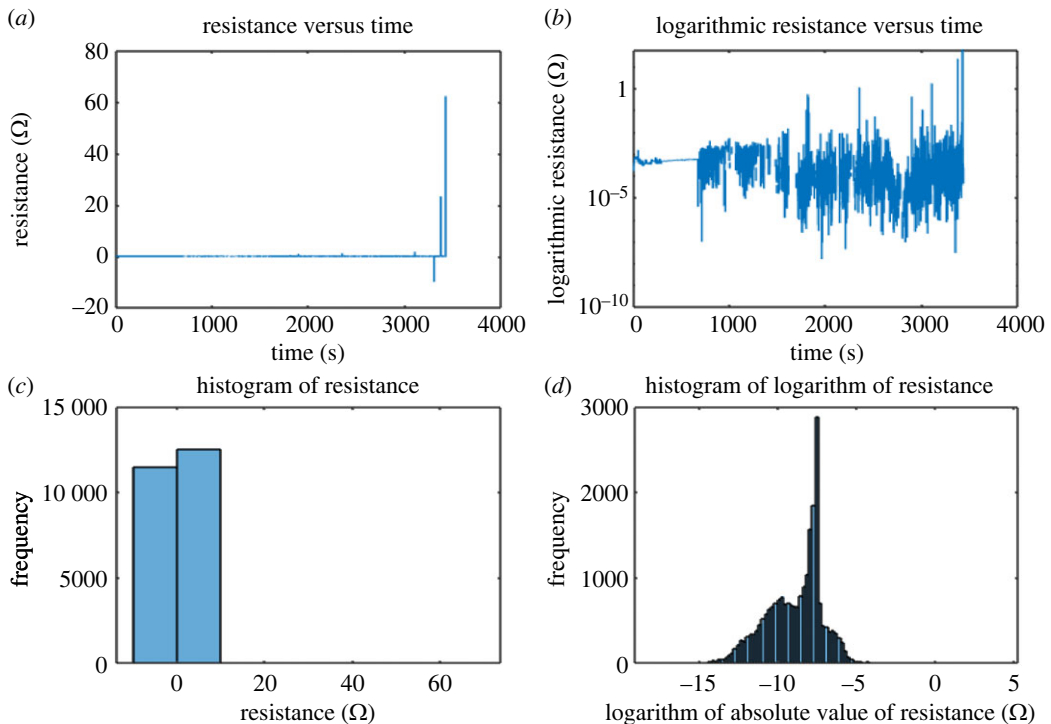 (a) resistance versus time
80
60
40
20
0
−20
resistance (Ω)
0 1000 2000 3000 4000
time (s)
(b) logarithmic resistance versus time
1
10−5
10−10
logarithmic resistance (Ω)
0 1000 2000 3000 4000
time (s)
(c) histogram of resistance
15 000
10 000
5000
0
frequency
0 20 40 60
resistance (Ω)
(d) histogram of logarithm of resistance
3000
2000
1000
0
frequency
−15 −10 −5 0 5
logarithm of absolute value of resistance (Ω)